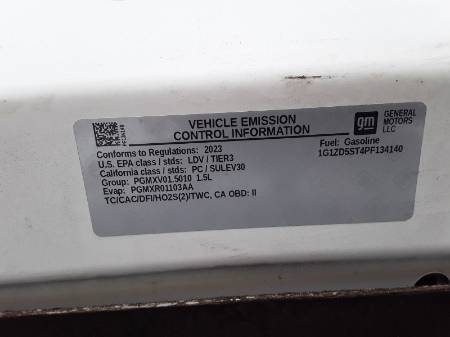 VEHICLE EMISSION
CONTROL INFORMATION
gm
GENERAL
MOTORS
LLC
Conforms to Regulations: 2023
U.S. EPA class / stds: LDV / TIER3
California class / stds: PC / SULEV30
Group: PGMXV01.5010 1.5L
Evap: PGMXR01103AA
TC/CAC/DFI/HO2S(2)/TWC, CA OBD: II
Fuel: Gasoline
1G1ZD5ST4PF134140